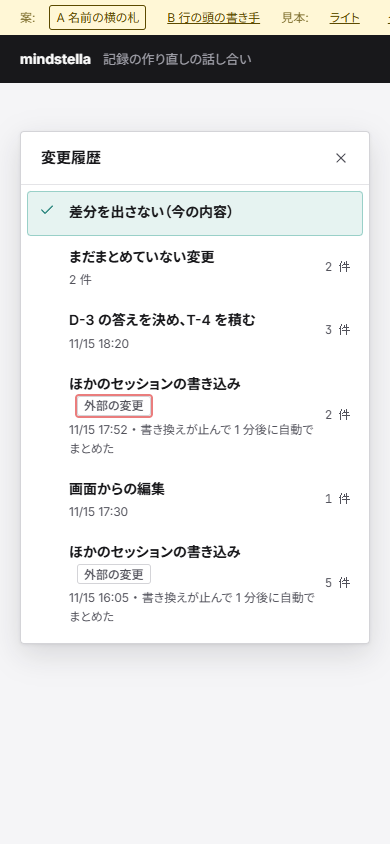 案: A 名前の横の札 B 行の頭の書き手 見本: ライト
mindstella 記録の作り直しの話し合い
変更履歴
差分を出さない（今の内容）
まだまとめていない変更
2 件
2 件
D-3 の答えを決め、T-4 を積む
11/15 18:20
3 件
ほかのセッションの書き込み
外部の変更
11/15 17:52・書き換えが止んで 1 分後に自動で
まとめた
2 件
画面からの編集
11/15 17:30
1 件
ほかのセッションの書き込み
外部の変更
11/15 16:05・書き換えが止んで 1 分後に自動で
まとめた
5 件